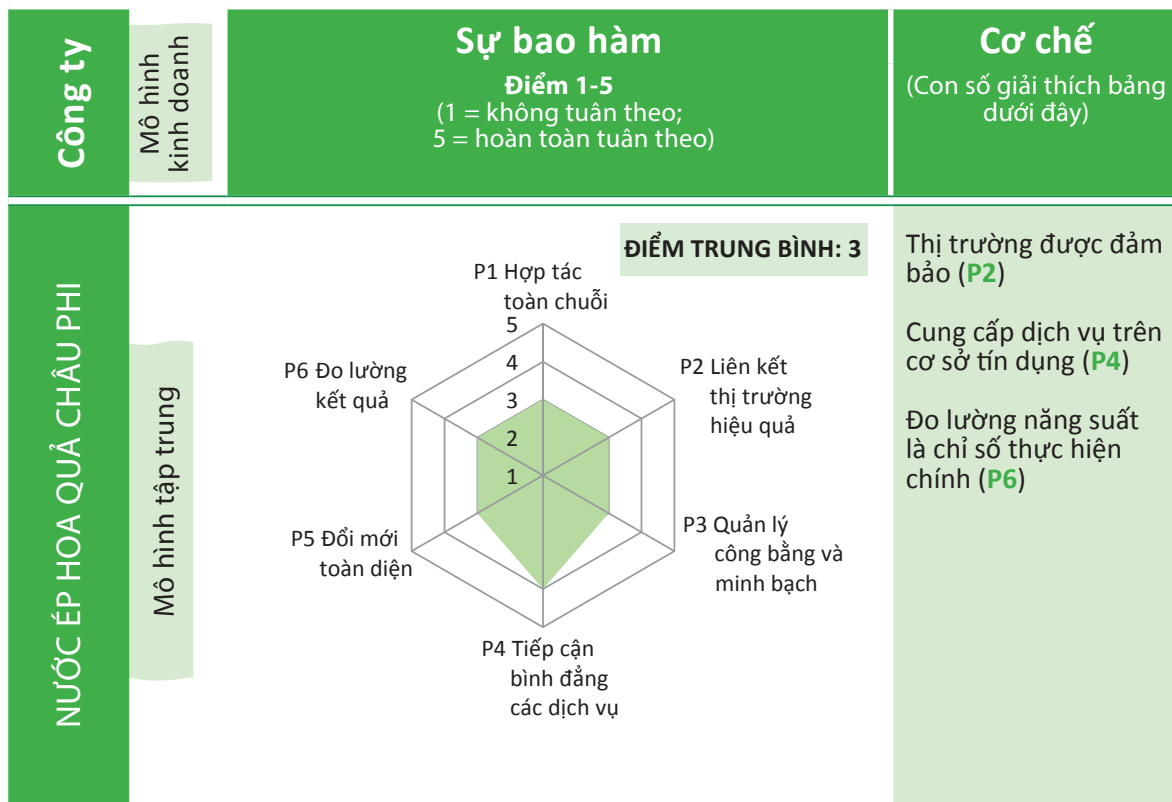 Công ty
Mô hình
kinh doanh
Sự bao hàm
Điểm 1-5
(1 = không tuân theo;
5 = hoàn toàn tuân theo)
Cơ chế
(Con số giải thích bảng
dưới đây)
NƯỚC ÉP HOA QUẢ CHÂU PHI
Mô hình tập trung
ĐIỂM TRUNG BÌNH: 3
P1 Hợp tác
toàn chuỗi
5
4
3
2
1
P2 Liên kết
thị trường
hiệu quả
P3 Quản lý
công bằng và
minh bạch
P4 Tiếp cận
bình đẳng
các dịch vụ
P5 Đổi mới
toàn diện
P6 Đo lường
kết quả
Thị trường được đảm
bảo (P2)
Cung cấp dịch vụ trên
cơ sở tín dụng (P4)
Đo lường năng suất
là chỉ số thực hiện
chính (P6)